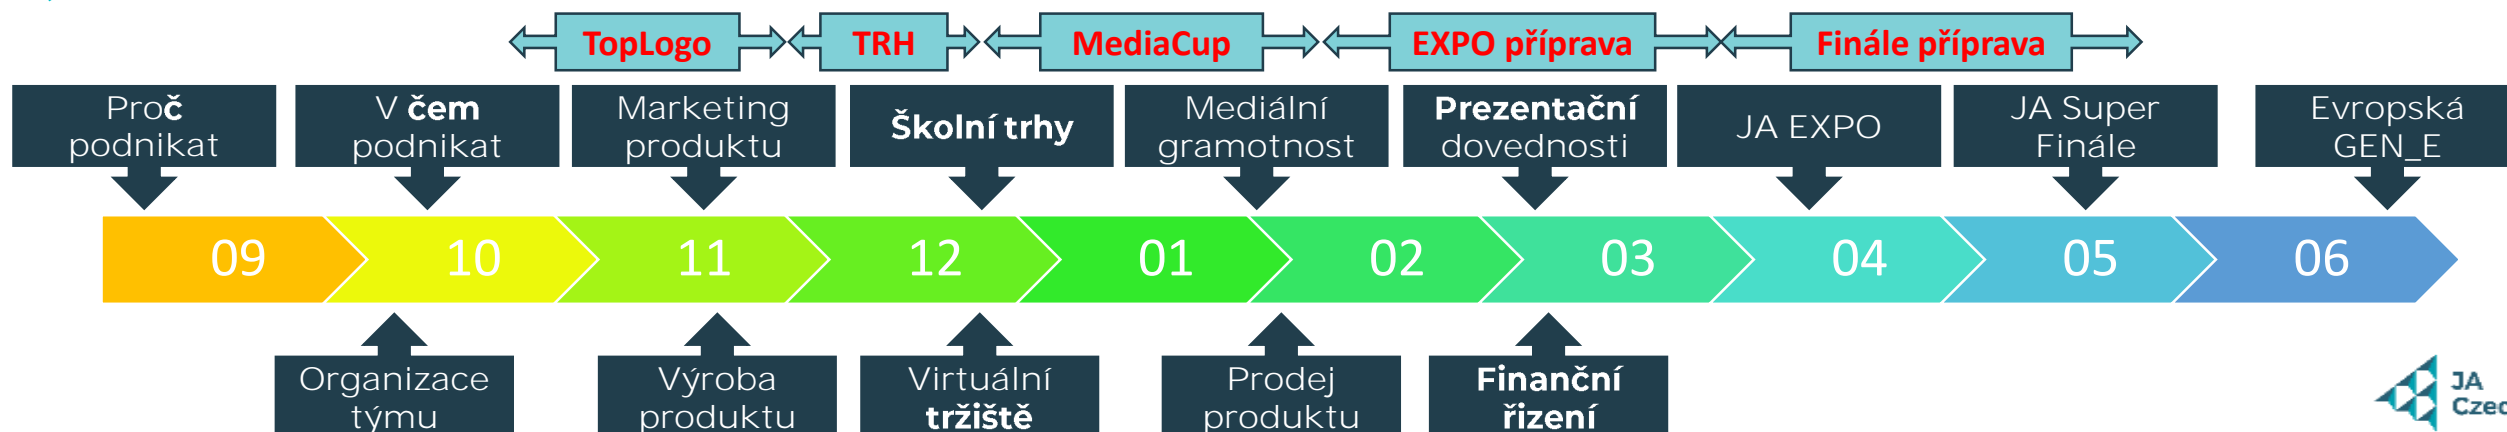 TopLogo
TRH
MediaCup
EXPO příprava
Finále příprava
Proč
podnikat
V čem
podnikat
Marketing
produktu
Školní trhy
Mediální
gramotnost
Prezentační
dovednosti
JA EXPO
JA Super
Finále
Evropská
GEN_E
09
10
11
12
01
02
03
04
05
06
Organizace
týmu
Výroba
produktu
Virtuální
tržiště
Prodej
produktu
Finanční
řízení
JA
Czec